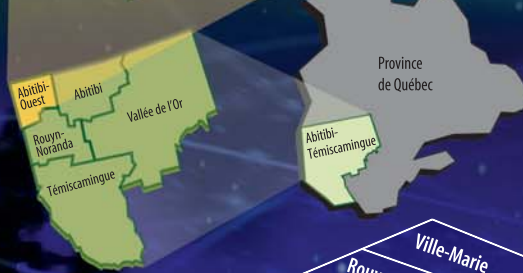 Abitibi-
Ouest
Abitibi
Vallée de l'Or
Rouyn-
Noranda
Témiscamingue
Province
de Québec
Abitibi-
Témiscamingue
Ville-Marie